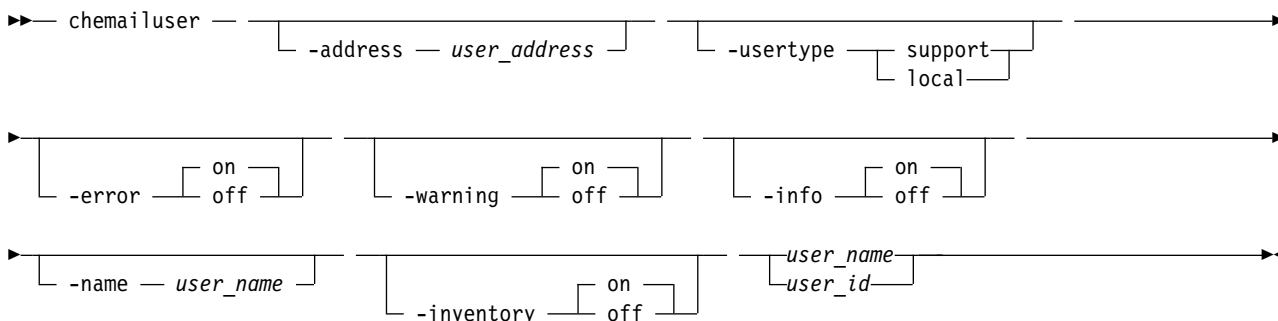 chemailuser
-address user_address
-usertype support
local
on on on
-error off -warning off -info off
user_name
-name user_name on user_id
-inventory off